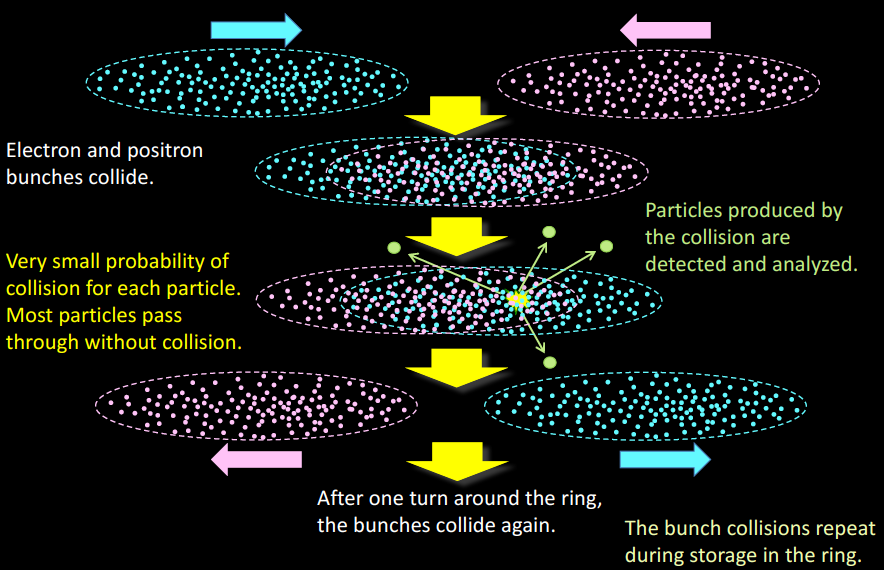 Electron and positron
bunches collide.
Particles produced by
the collision are
detected and analyzed.
Very small probability of
collision for each particle.
Most particles pass
through without collision.
After one turn around the ring,
the bunches collide again.
The bunch collisions repeat
during storage in the ring.